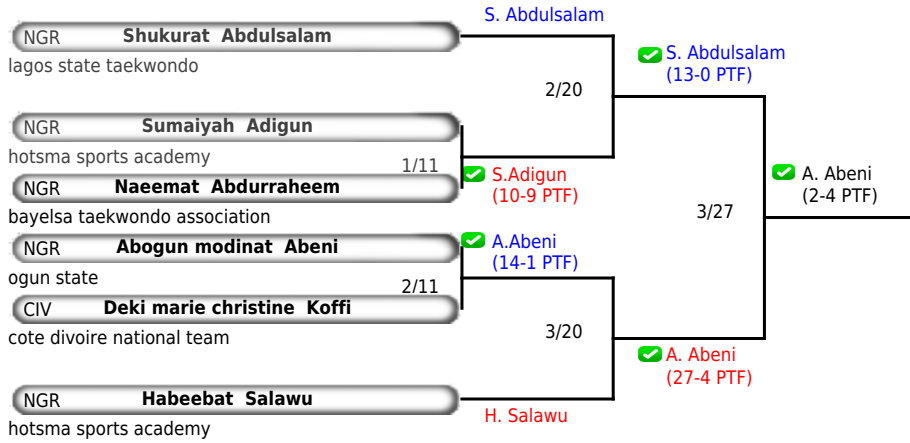 S. Abdulsalam
NGR Shukurat Abdulsalam
lagos state taekwondo
S. Abdulsalam
(13-0 PTF)
2/20
NGR Sumaiyah Adigun
hotsma sports academy
1/11
S.Adigun
(10-9 PTF)
NGR Naeemat Abdurraheem
bayelsa taekwondo association
A. Abeni
(2-4 PTF)
3/27
NGR Abogun modinat Abeni
ogun state
A.Abeni
(14-1 PTF)
2/11
CIV Deki marie christine Koffi
cote divoire national team
3/20
A. Abeni
(27-4 PTF)
NGR Habeebat Salawu
hotsma sports academy
H. Salawu